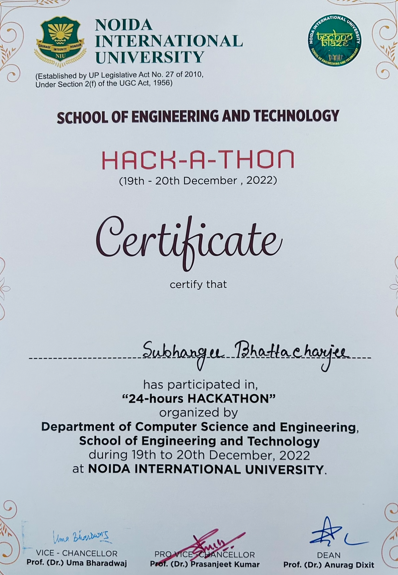 NOIDA
INTERNATIONAL
UNIVERSITY
NIU
(Established by UP Legislative Act No. 27 of 2010,
Under Section 2(f) of the UGC Act, 1956)
NOIDA INTERNATIONAL UNIVERSITY
SCHOOL OF ENGINEERING AND TECHNOLOGY
HACK-A-THON
(19th - 20th December , 2022)
Certificate
certify that
Subhangee Bhattacharjee
has participated in,
“24-hours HACKATHON”
organized by
Department of Computer Science and Engineering,
School of Engineering and Technology
during 19th to 20th December, 2022
at NOIDA INTERNATIONAL UNIVERSITY.
Uma Bharadwaj
VICE - CHANCELLOR
Prof. (Dr.) Uma Bharadwaj
PRO VICE-CHANCELLOR
Prof. (Dr.) Prasanjeet Kumar
DEAN
Prof. (Dr.) Anurag Dixit